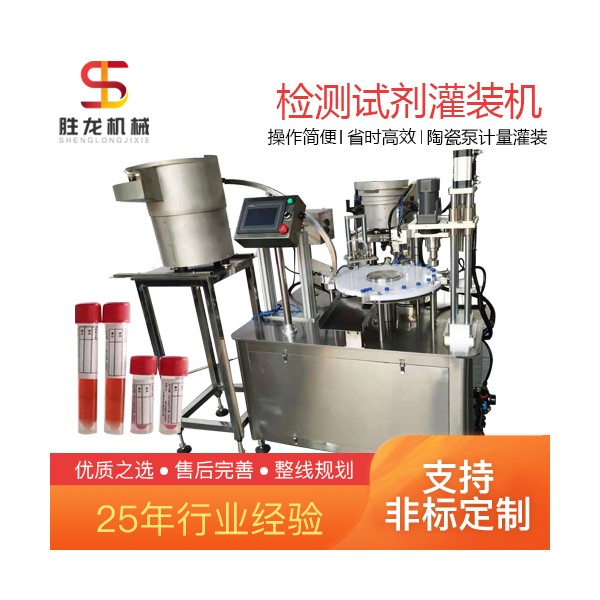 胜龙机械
SHENGLONGJIXIE
检测试剂灌装机
操作简便 | 省时高效 | 陶瓷泵计量灌装
优质之选 • 售后完善 • 整线规划
25年行业经验
支持
非标定制